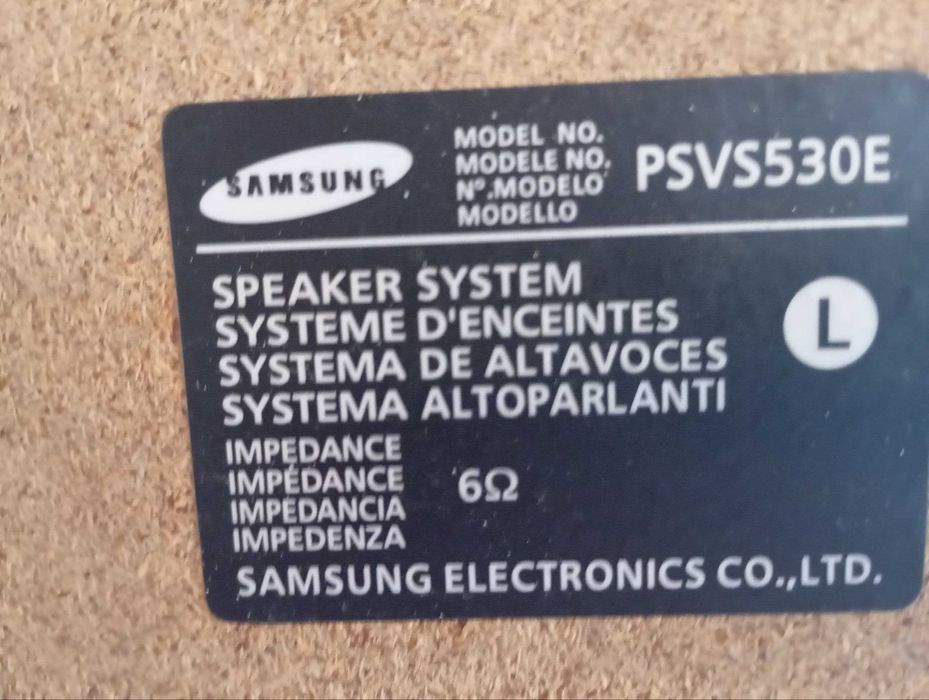 SAMSUNG
MODEL NO.
MODELE NO.
Nº.MODELO
MODELLO
PSVS530E
SPEAKER SYSTEM
SYSTEME D'ENCEINTES
SYSTEMA DE ALTAVOCES
SYSTEMA ALTOPARLANTI
L
IMPEDANCE
IMPÉDANCE
IMPEDANCIA
IMPEDENZA
6Ω
SAMSUNG ELECTRONICS CO.,LTD.